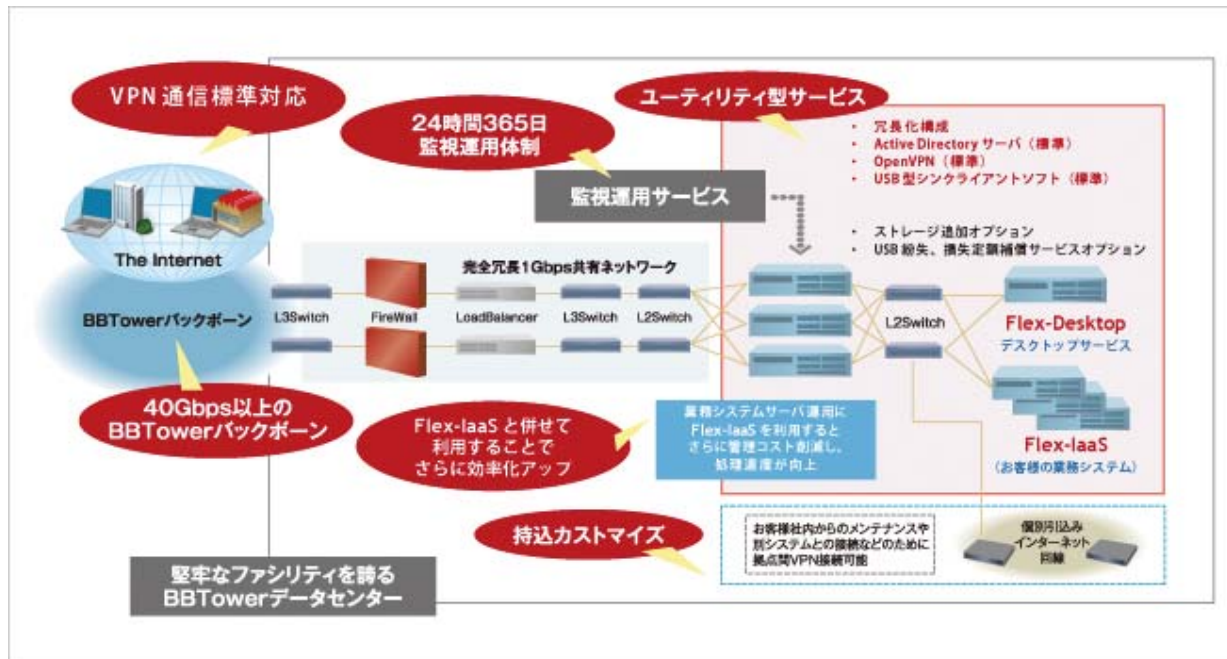 VPN 通信標準対応
24時間365日
監視運用体制
ユーティリティ型サービス
• 冗長化構成
• Active Directory サーバ（標準）
• OpenVPN（標準）
• USB 型シンクライアントソフト（標準）
監視運用サービス
• ストレージ追加オプション
• USB 紛失、損失定額補償サービスオプション
The Internet
完全冗長1Gbps共有ネットワーク
BBTowerバックボーン
L3Switch
FireWall
LoadBalancer
L3Switch
L2Switch
L2Switch
Flex-Desktop
デスクトップサービス
40Gbps以上の
BBTowerバックボーン
Flex-IaaS と併せて
利用することで
さらに効率化アップ
業務システムサーバ運用に
Flex-IaaS を利用すると
さらに管理コスト削減し、
処理速度が向上
Flex-IaaS
（お客様の業務システム）
持込カストマイズ
お客様社内からのメンテナンスや
別システムとの接続などのために
拠点間VPN接続可能
個別引込み
インターネット
回線
堅牢なファシリティを誇る
BBTowerデータセンター